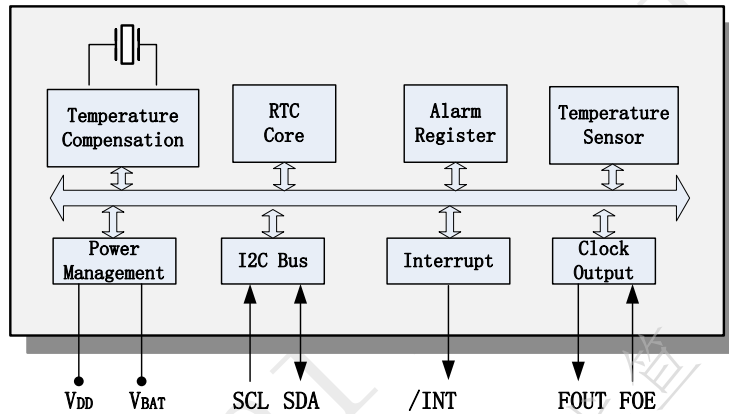 Temperature
Compensation
RTC
Core
Alarm
Register
Temperature
Sensor
Power
Management
I2C Bus
Interrupt
Clock
Output
VDD
VBAT
SCL SDA
/INT
FOUT FOE